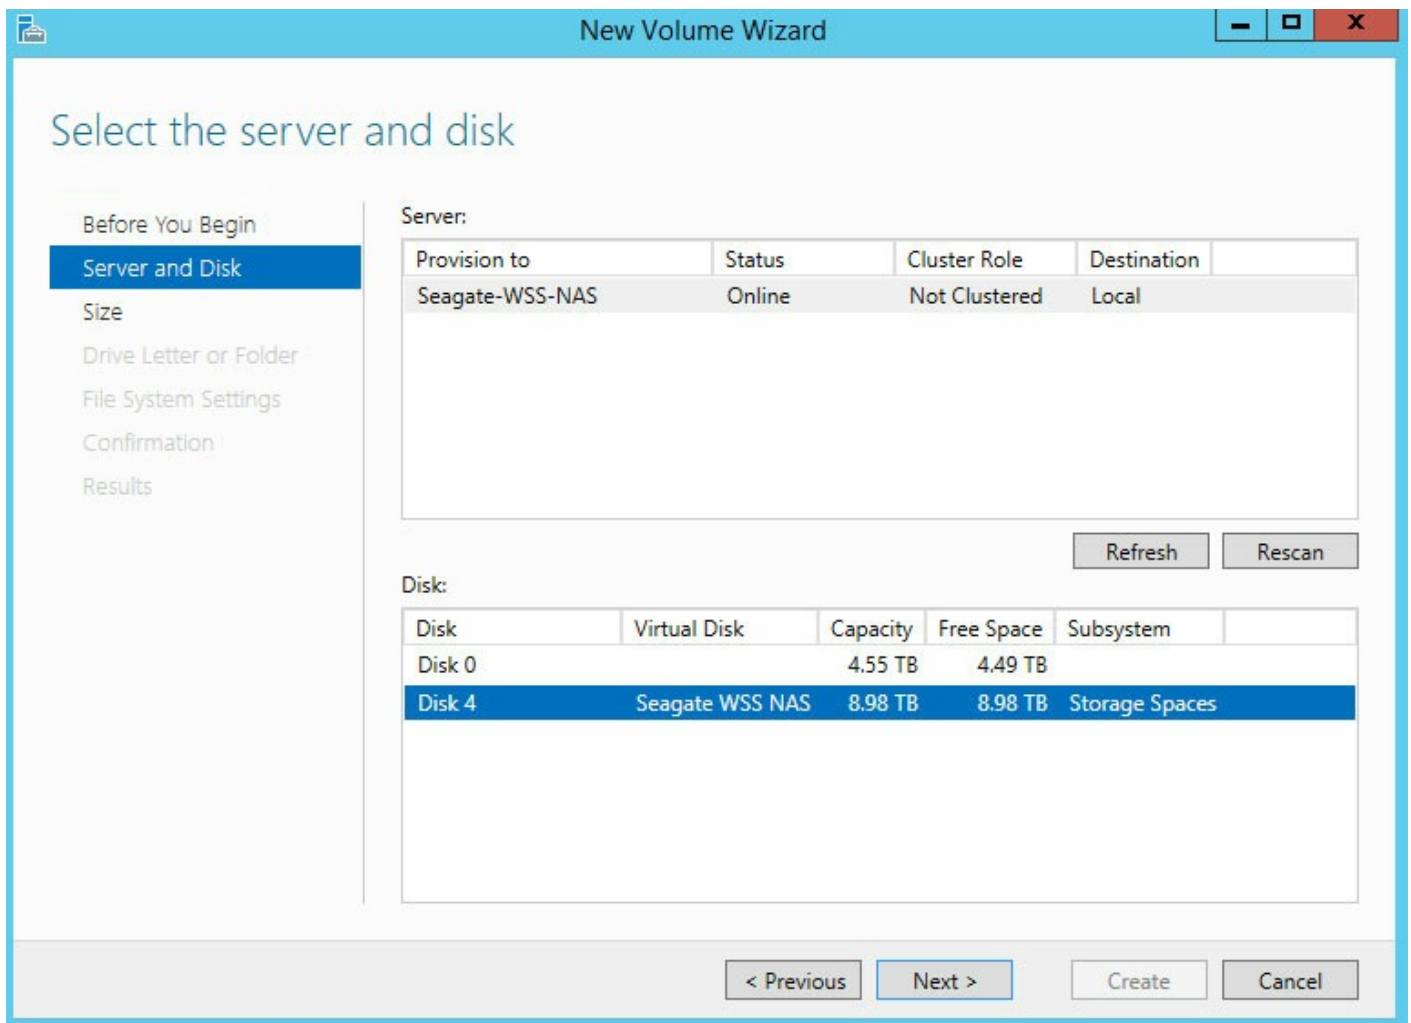 New Volume Wizard
Select the server and disk
Before You Begin
Server and Disk
Size
Drive Letter or Folder
File System Settings
Confirmation
Results
Server:
Provision to Status Cluster Role Destination
Seagate-WSS-NAS Online Not Clustered Local
Refresh Rescan
Disk:
Disk Virtual Disk Capacity Free Space Subsystem
Disk 0 4.55 TB 4.49 TB
Disk 4 Seagate WSS NAS 8.98 TB 8.98 TB Storage Spaces
< Previous Next > Create Cancel